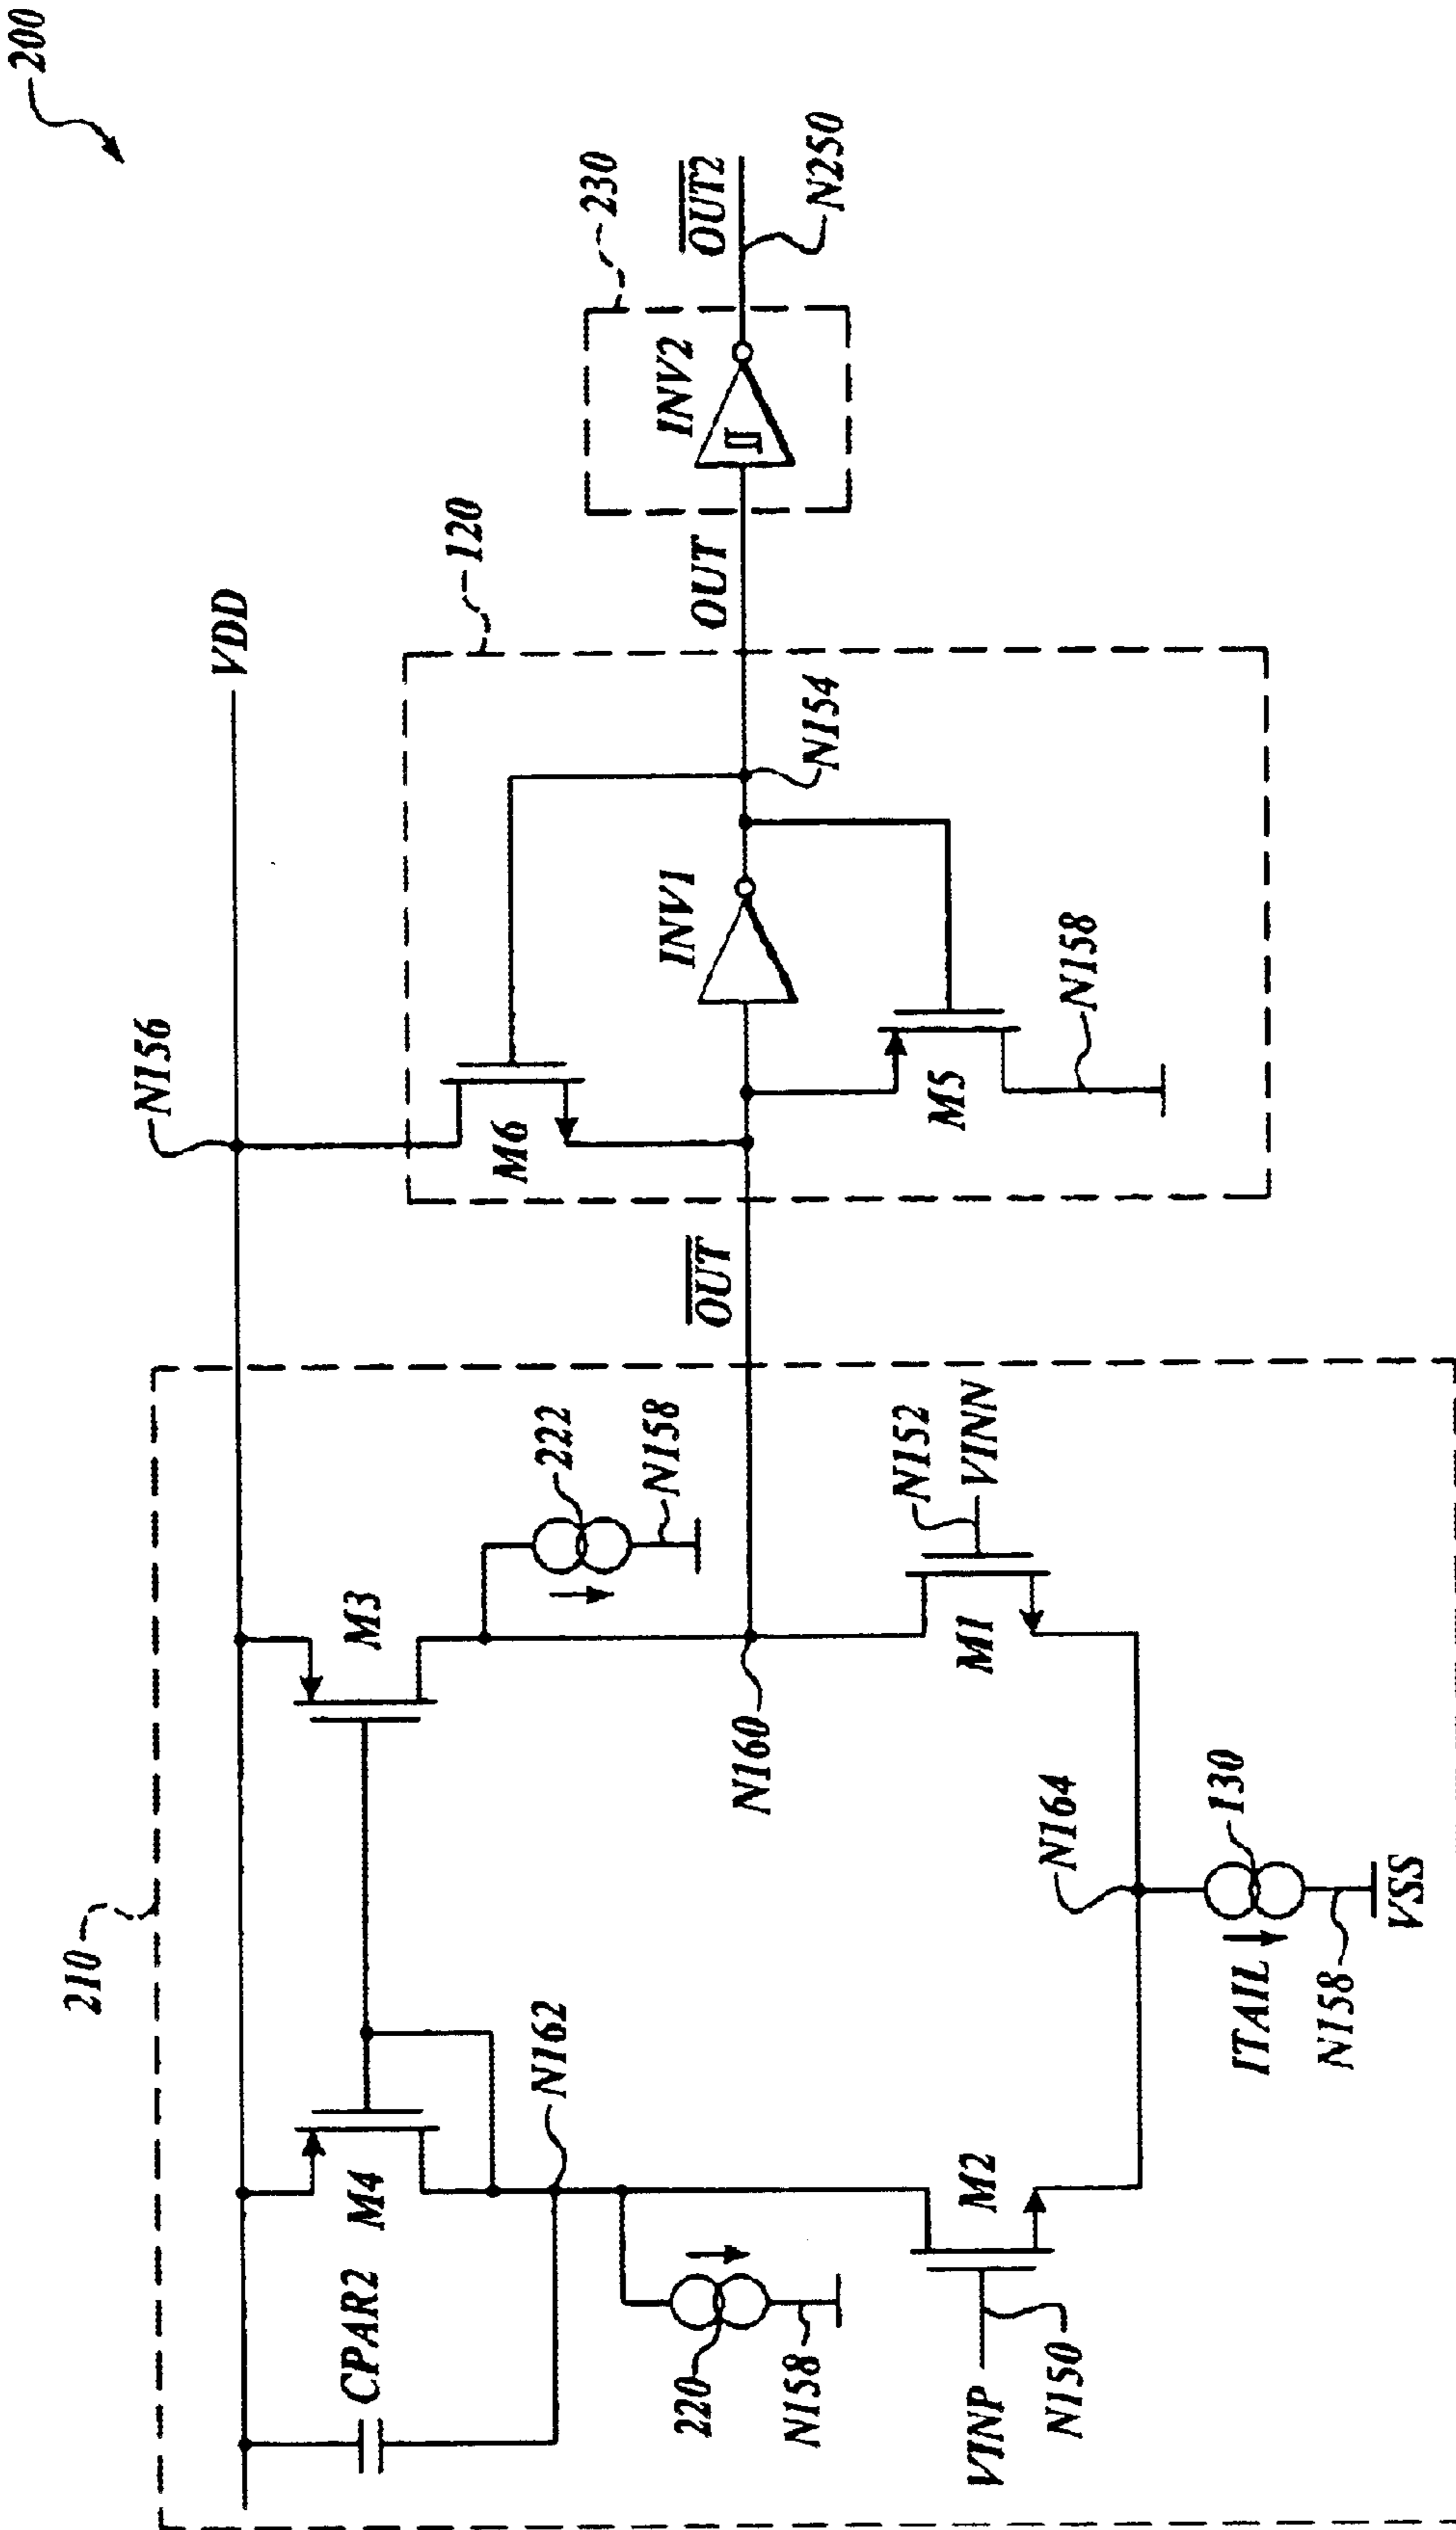 200
VDD
N156
210
120
230
CPAR2
M4
M3
M6
INV1
INV2
OUT
OUT
OUT2
N250
N154
222
N158
N162
220
N158
M5
N158
N160
N152
VINN
M1
M2
VINP
N150
N164
130
ITAIL
N158
VSS